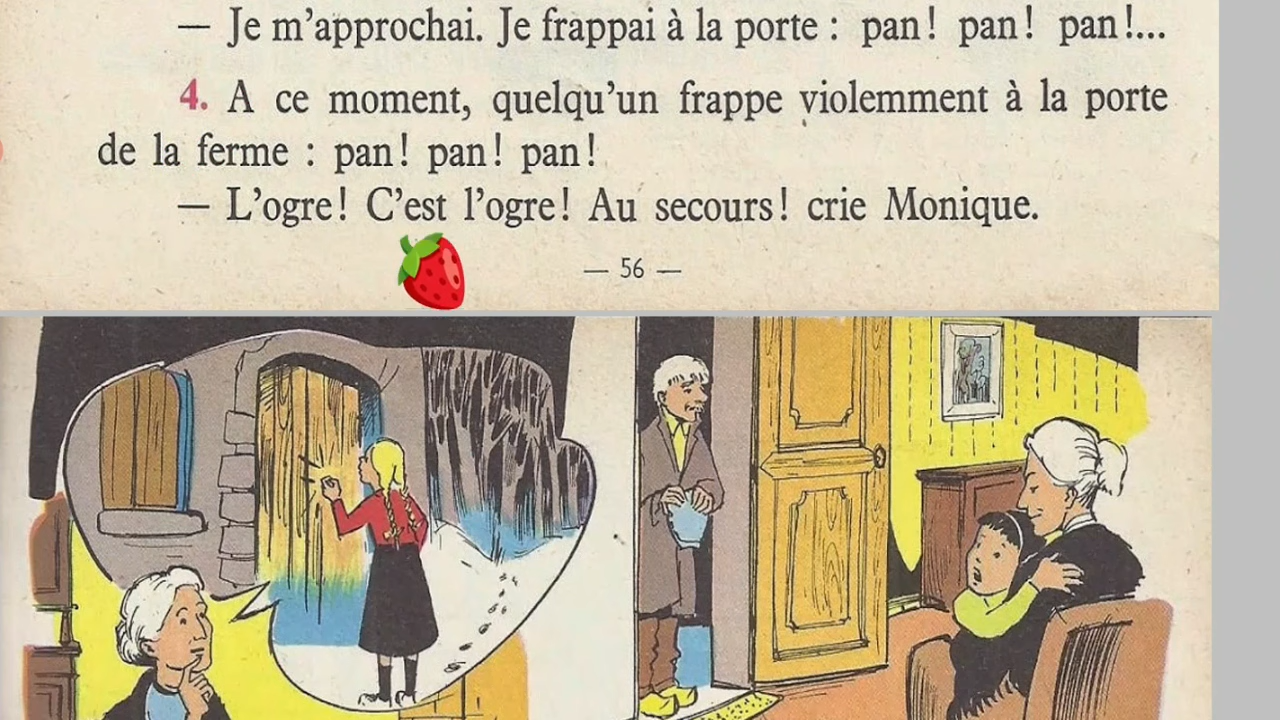 — Je m'approchai. Je frappai à la porte : pan! pan! pan!...
4. A ce moment, quelqu'un frappe violemment à la porte
de la ferme : pan! pan! pan!
— L'ogre! C'est l'ogre! Au secours! crie Monique.
— 56 —